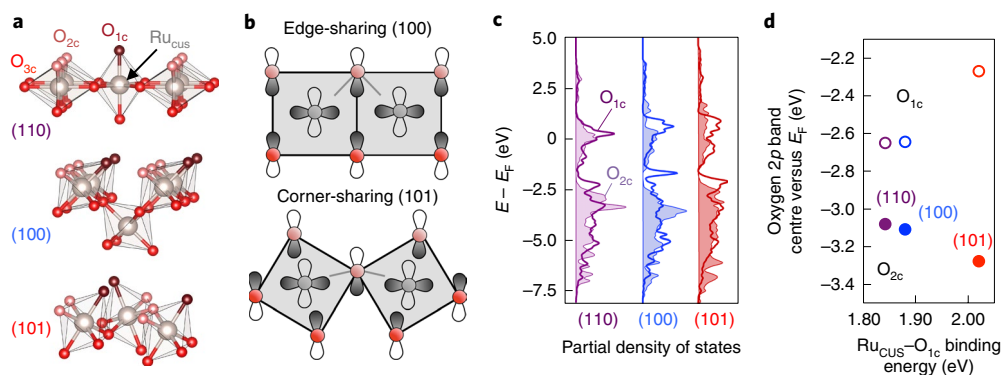 a
O2c
O1c
Rucus
O3c
(110)
(100)
(101)
b
Edge-sharing (100)
Corner-sharing (101)
c
E – EF (eV)
5.0
2.5
0
–2.5
–5.0
–7.5
O1c
O2c
(110)
(100)
(101)
Partial density of states
d
Oxygen 2p band
centre versus EF (eV)
–2.2
–2.4
–2.6
–2.8
–3.0
–3.2
–3.4
O1c
(110)
(100)
(101)
O2c
1.80
1.90
2.00
RuCUS–O1c binding
energy (eV)